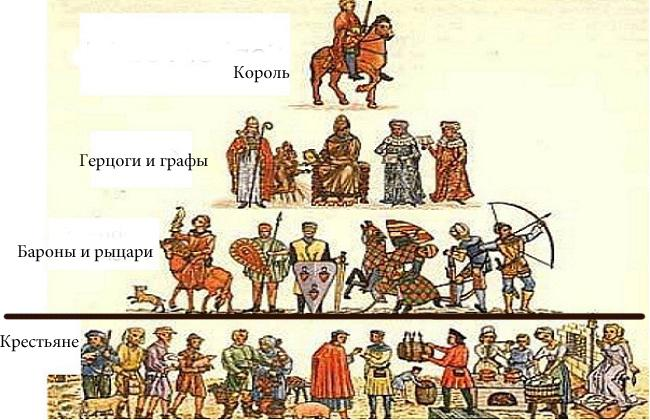 Король
Герцоги и графы
Бароны и рыцари
Крестьяне